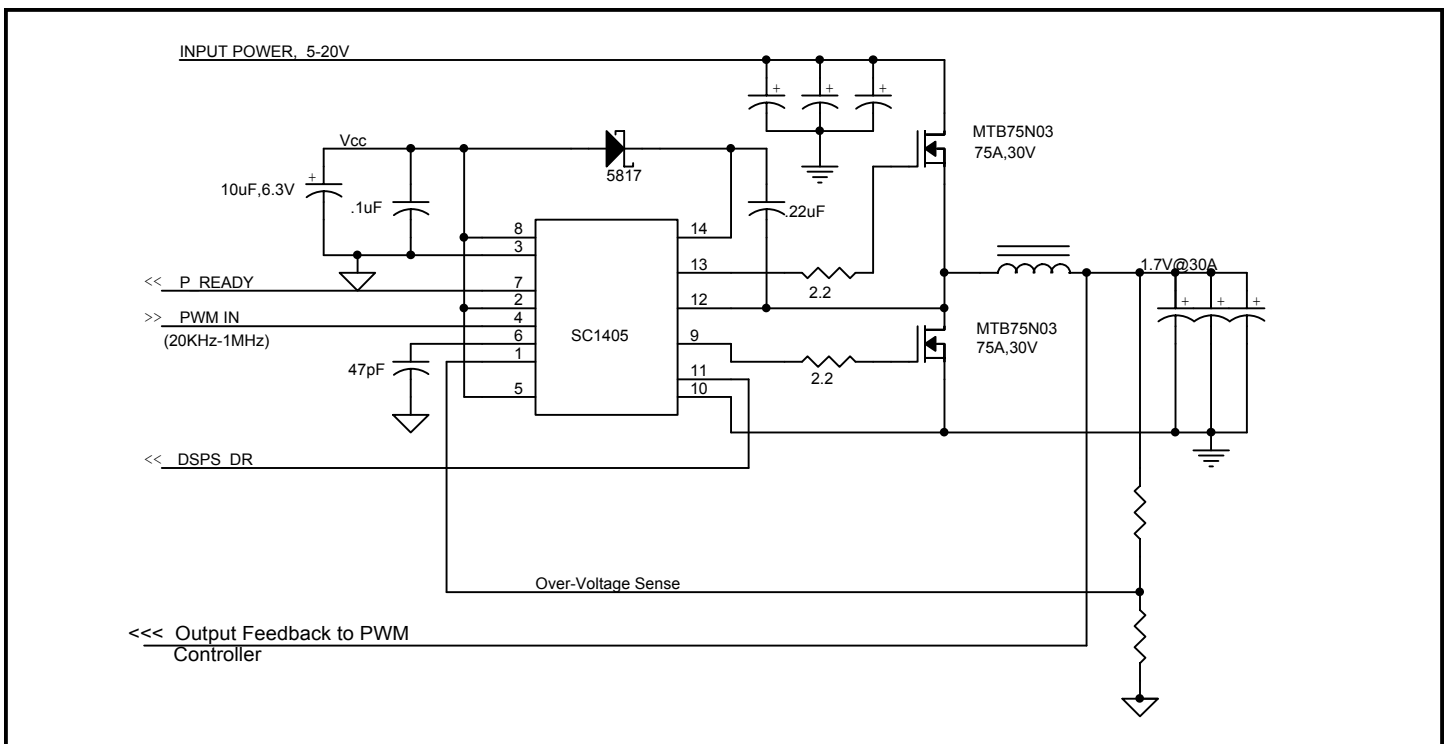 INPUT POWER, 5-20V
+ + +
MTB75N03
75A,30V
Vcc
5817
+
10uF,6.3V
.1uF
.22uF
8 14
3
13
2.2
1.7V@30A
<< P_READY
7
2
12
>> PWM IN
(20KHz-1MHz)
4
6
1
5
SC1405
9
11
10
2.2
MTB75N03
75A,30V
+ + +
47pF
<< DSPS_DR
Over-Voltage Sense
<<< Output Feedback to PWM
Controller